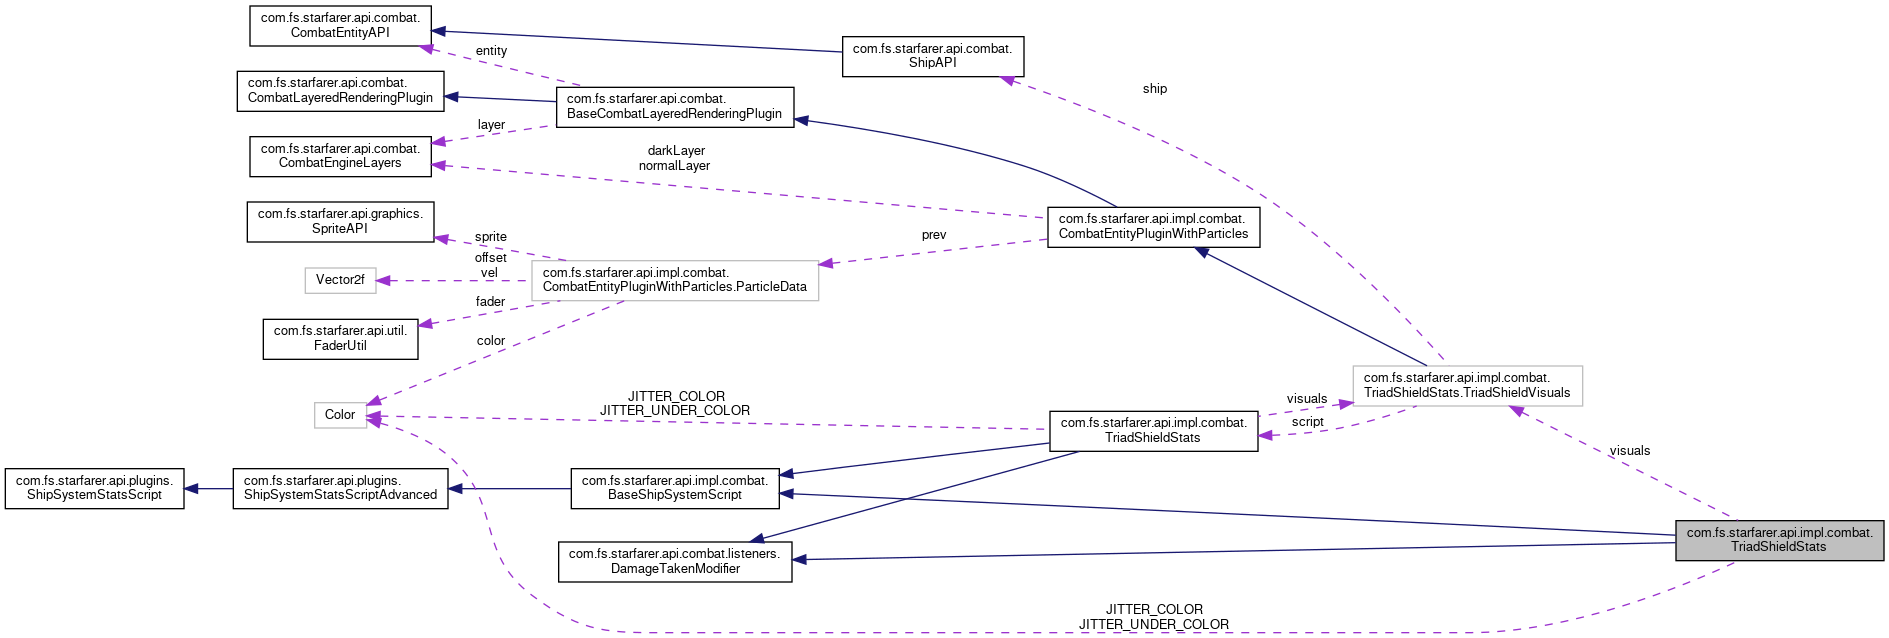 com.fs.starfarer.api.combat.
CombatEntityAPI
com.fs.starfarer.api.combat.
ShipAPI
entity
com.fs.starfarer.api.combat.
CombatLayeredRenderingPlugin
com.fs.starfarer.api.combat.
BaseCombatLayeredRenderingPlugin
ship
layer
com.fs.starfarer.api.combat.
CombatEngineLayers
darkLayer
normalLayer
com.fs.starfarer.api.graphics.
SpriteAPI
com.fs.starfarer.api.impl.combat.
CombatEntityPluginWithParticles
sprite
prev
offset
vel
Vector2f
com.fs.starfarer.api.impl.combat.
CombatEntityPluginWithParticles.ParticleData
fader
com.fs.starfarer.api.util.
FaderUtil
color
com.fs.starfarer.api.impl.combat.
TriadShieldStats.TriadShieldVisuals
JITTER_COLOR
JITTER_UNDER_COLOR
visuals
Color
com.fs.starfarer.api.impl.combat.
TriadShieldStats
script
visuals
com.fs.starfarer.api.plugins.
ShipSystemStatsScript
com.fs.starfarer.api.plugins.
ShipSystemStatsScriptAdvanced
com.fs.starfarer.api.impl.combat.
BaseShipSystemScript
com.fs.starfarer.api.impl.combat.
TriadShieldStats
com.fs.starfarer.api.combat.listeners.
DamageTakenModifier
JITTER_COLOR
JITTER_UNDER_COLOR